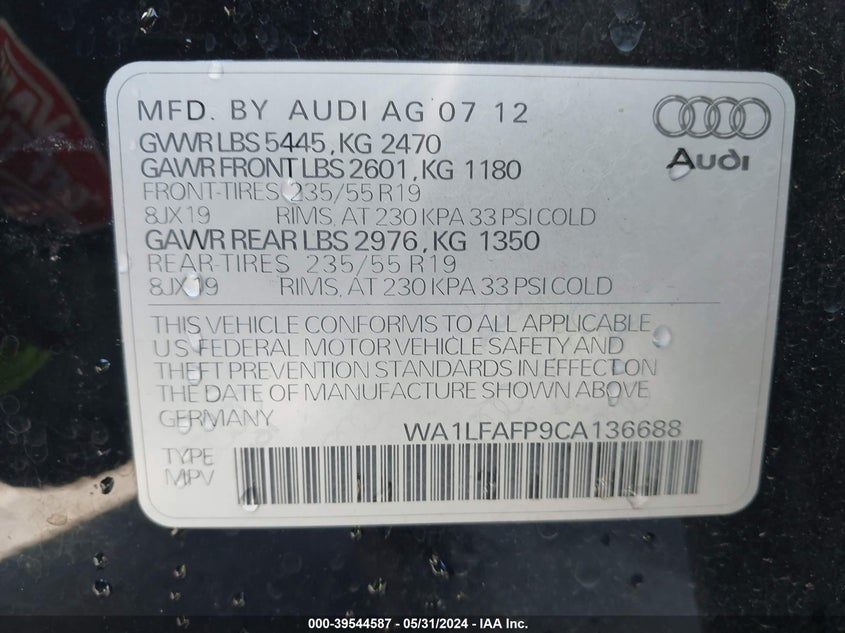 MFD. BY AUDI AG 07 12
Audi
GVWR LBS 5445, KG 2470
GAWR FRONT LBS 2601, KG 1180
FRONT-TIRES 235/55 R19
8JX19 RIMS, AT 230 KPA 33 PSI COLD
GAWR REAR LBS 2976, KG 1350
REAR-TIRES 235/55 R19
8JX19 RIMS, AT 230 KPA 33 PSI COLD
THIS VEHICLE CONFORMS TO ALL APPLICABLE
U.S. FEDERAL MOTOR VEHICLE SAFETY AND
THEFT PREVENTION STANDARDS IN EFFECT ON
THE DATE OF MANUFACTURE SHOWN ABOVE
GERMANY
WA1LFAFP9CA136688
TYPE
MPV
000-39544587 - 05/31/2024 - IAAI, Inc.